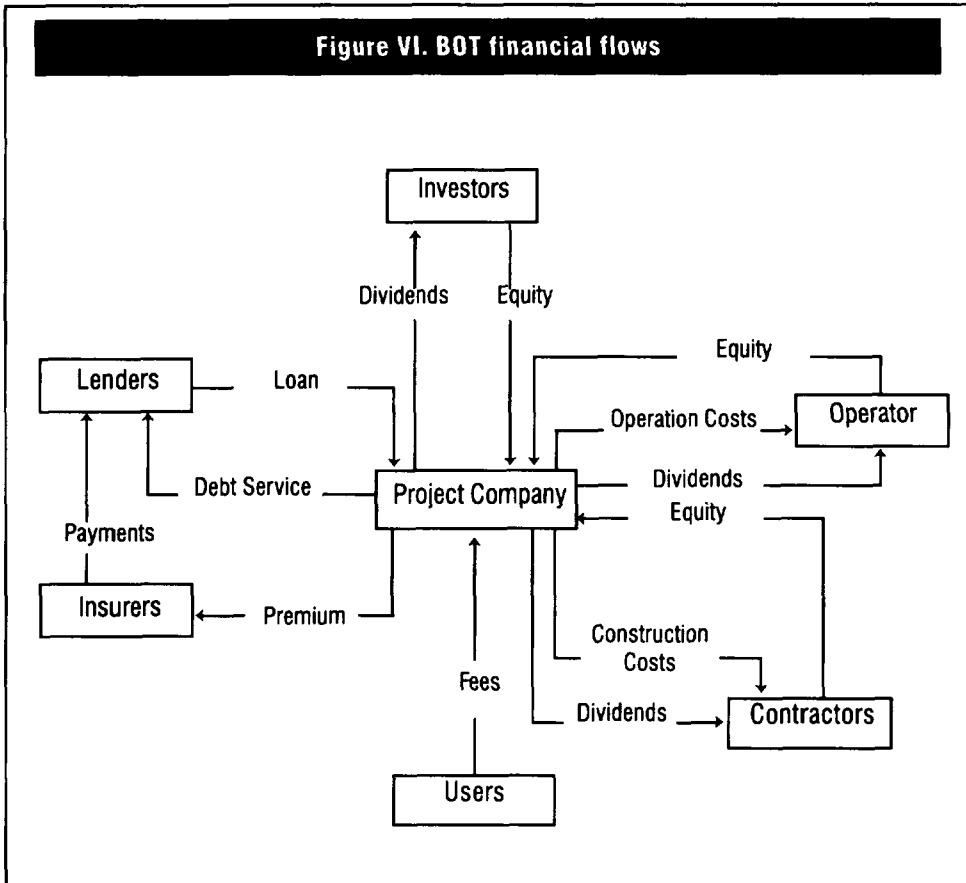 Figure VI. BOT financial flows
Investors
Dividends
Equity
Equity
Lenders
Loan
Operation Costs
Operator
Debt Service
Project Company
Dividends
Equity
Payments
Insurers
Premium
Construction
Costs
Fees
Dividends
Contractors
Users